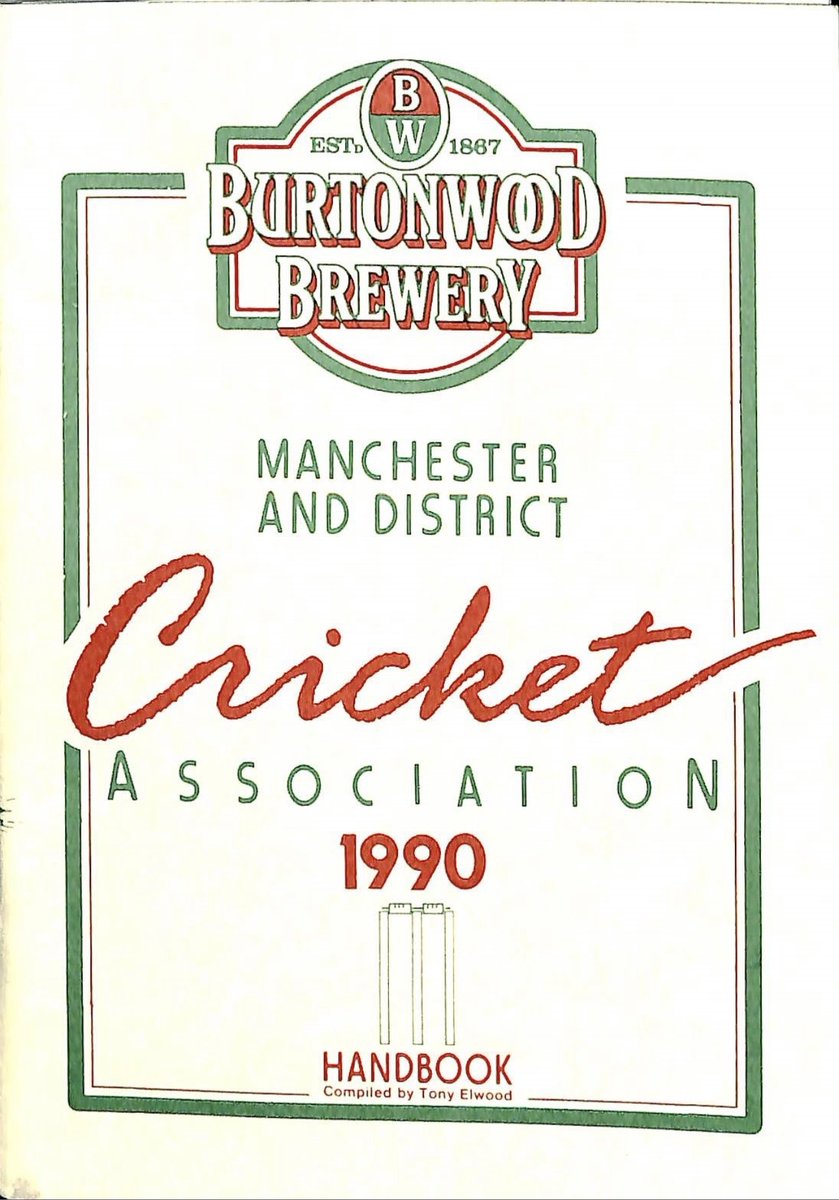 B
W
ESTD 1867
BURTONWOOD
BREWERY
MANCHESTER
AND DISTRICT
Cricket
ASSOCIATION
1990
HANDBOOK
Compiled by Tony Elwood